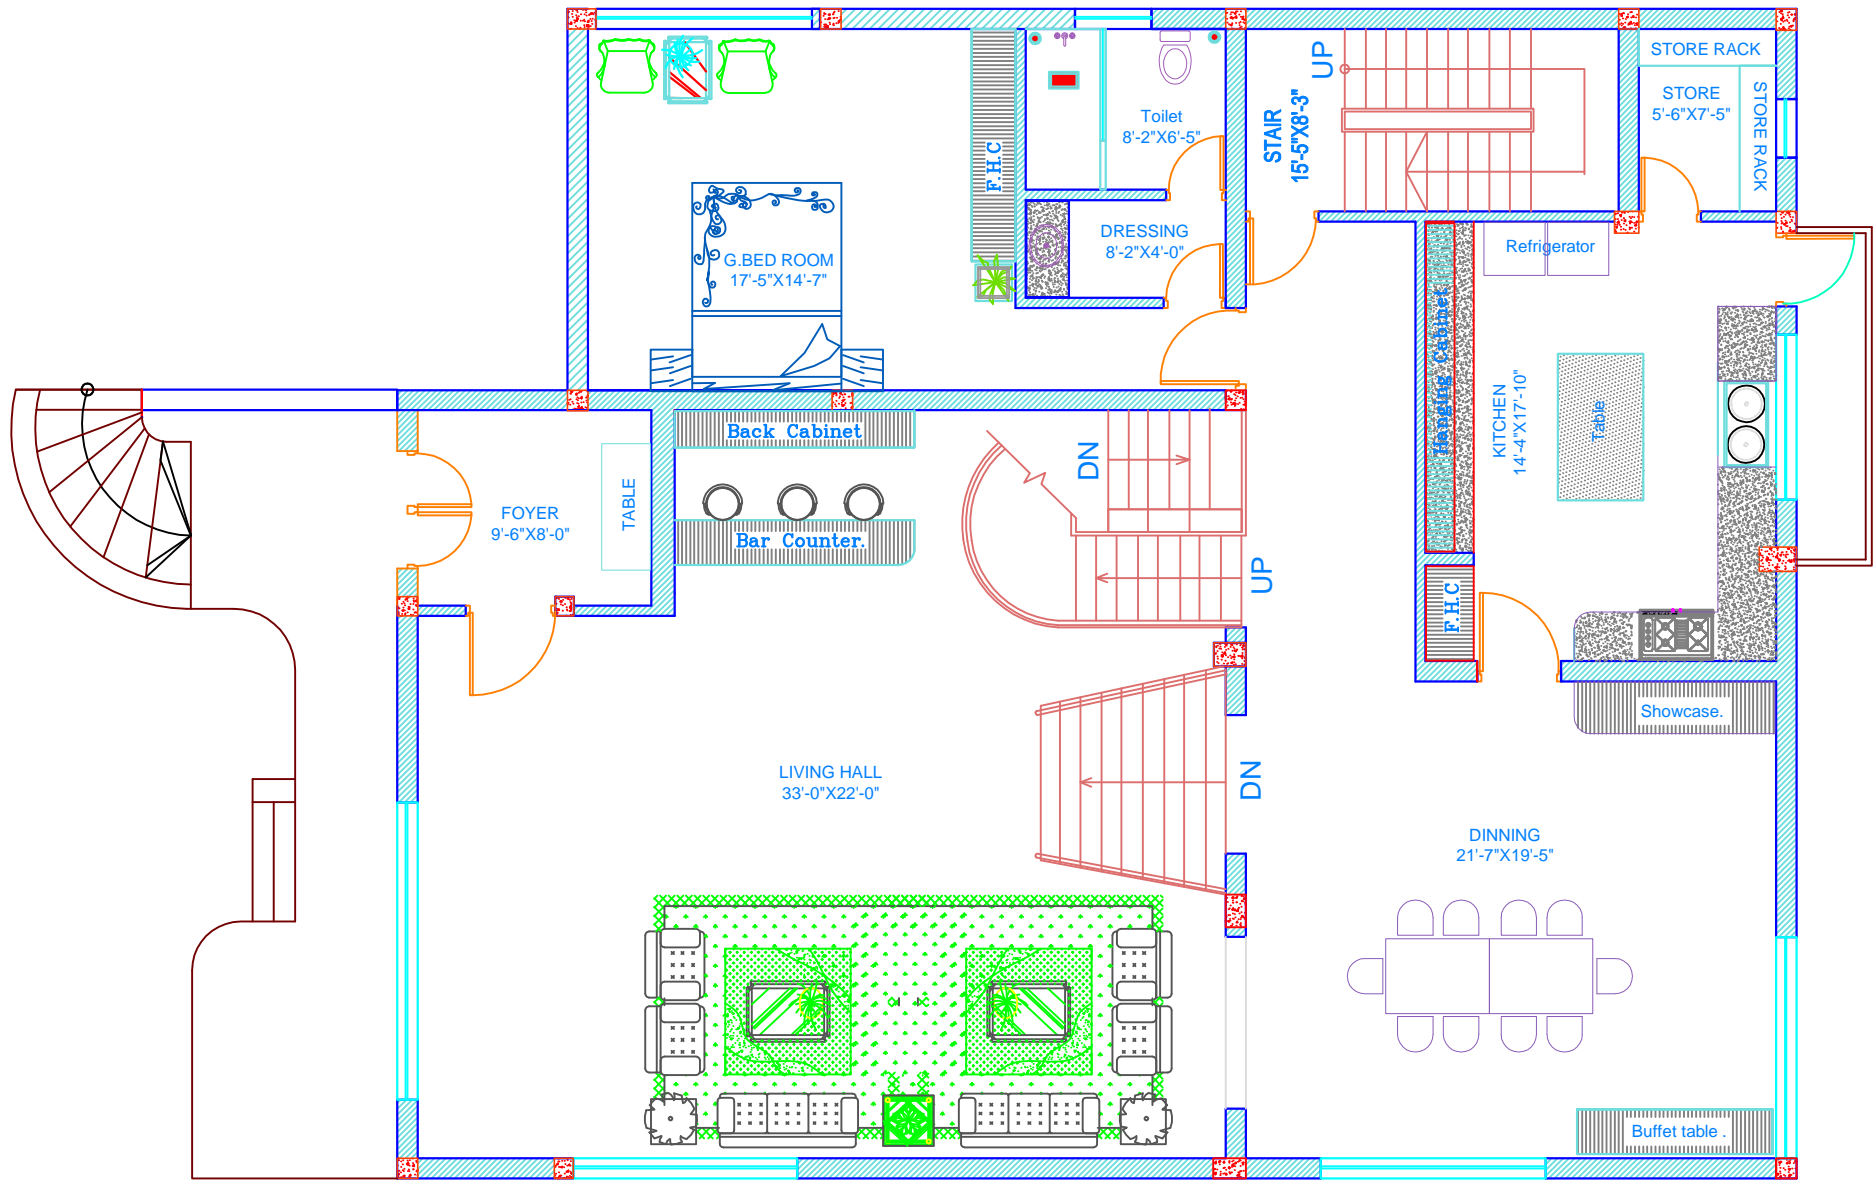 STORE RACK
UP
STORE
5'-6"X7'-5"
STORE RACK
Toilet
8'-2"X6'-5"
STAIR
15'-5"X8'-3"
F.H.C
DRESSING
8'-2"X4'-0"
G.BED ROOM
17'-5"X14'-7"
Refrigerator
Hanging Cabinet
KITCHEN
14'-4"X17'-10"
Table
Back Cabinet
DN
FOYER
9'-6"X8'-0"
TABLE
Bar Counter.
UP
F.H.C
Showcase.
LIVING HALL
33'-0"X22'-0"
DN
DINNING
21'-7"X19'-5"
Buffet table .